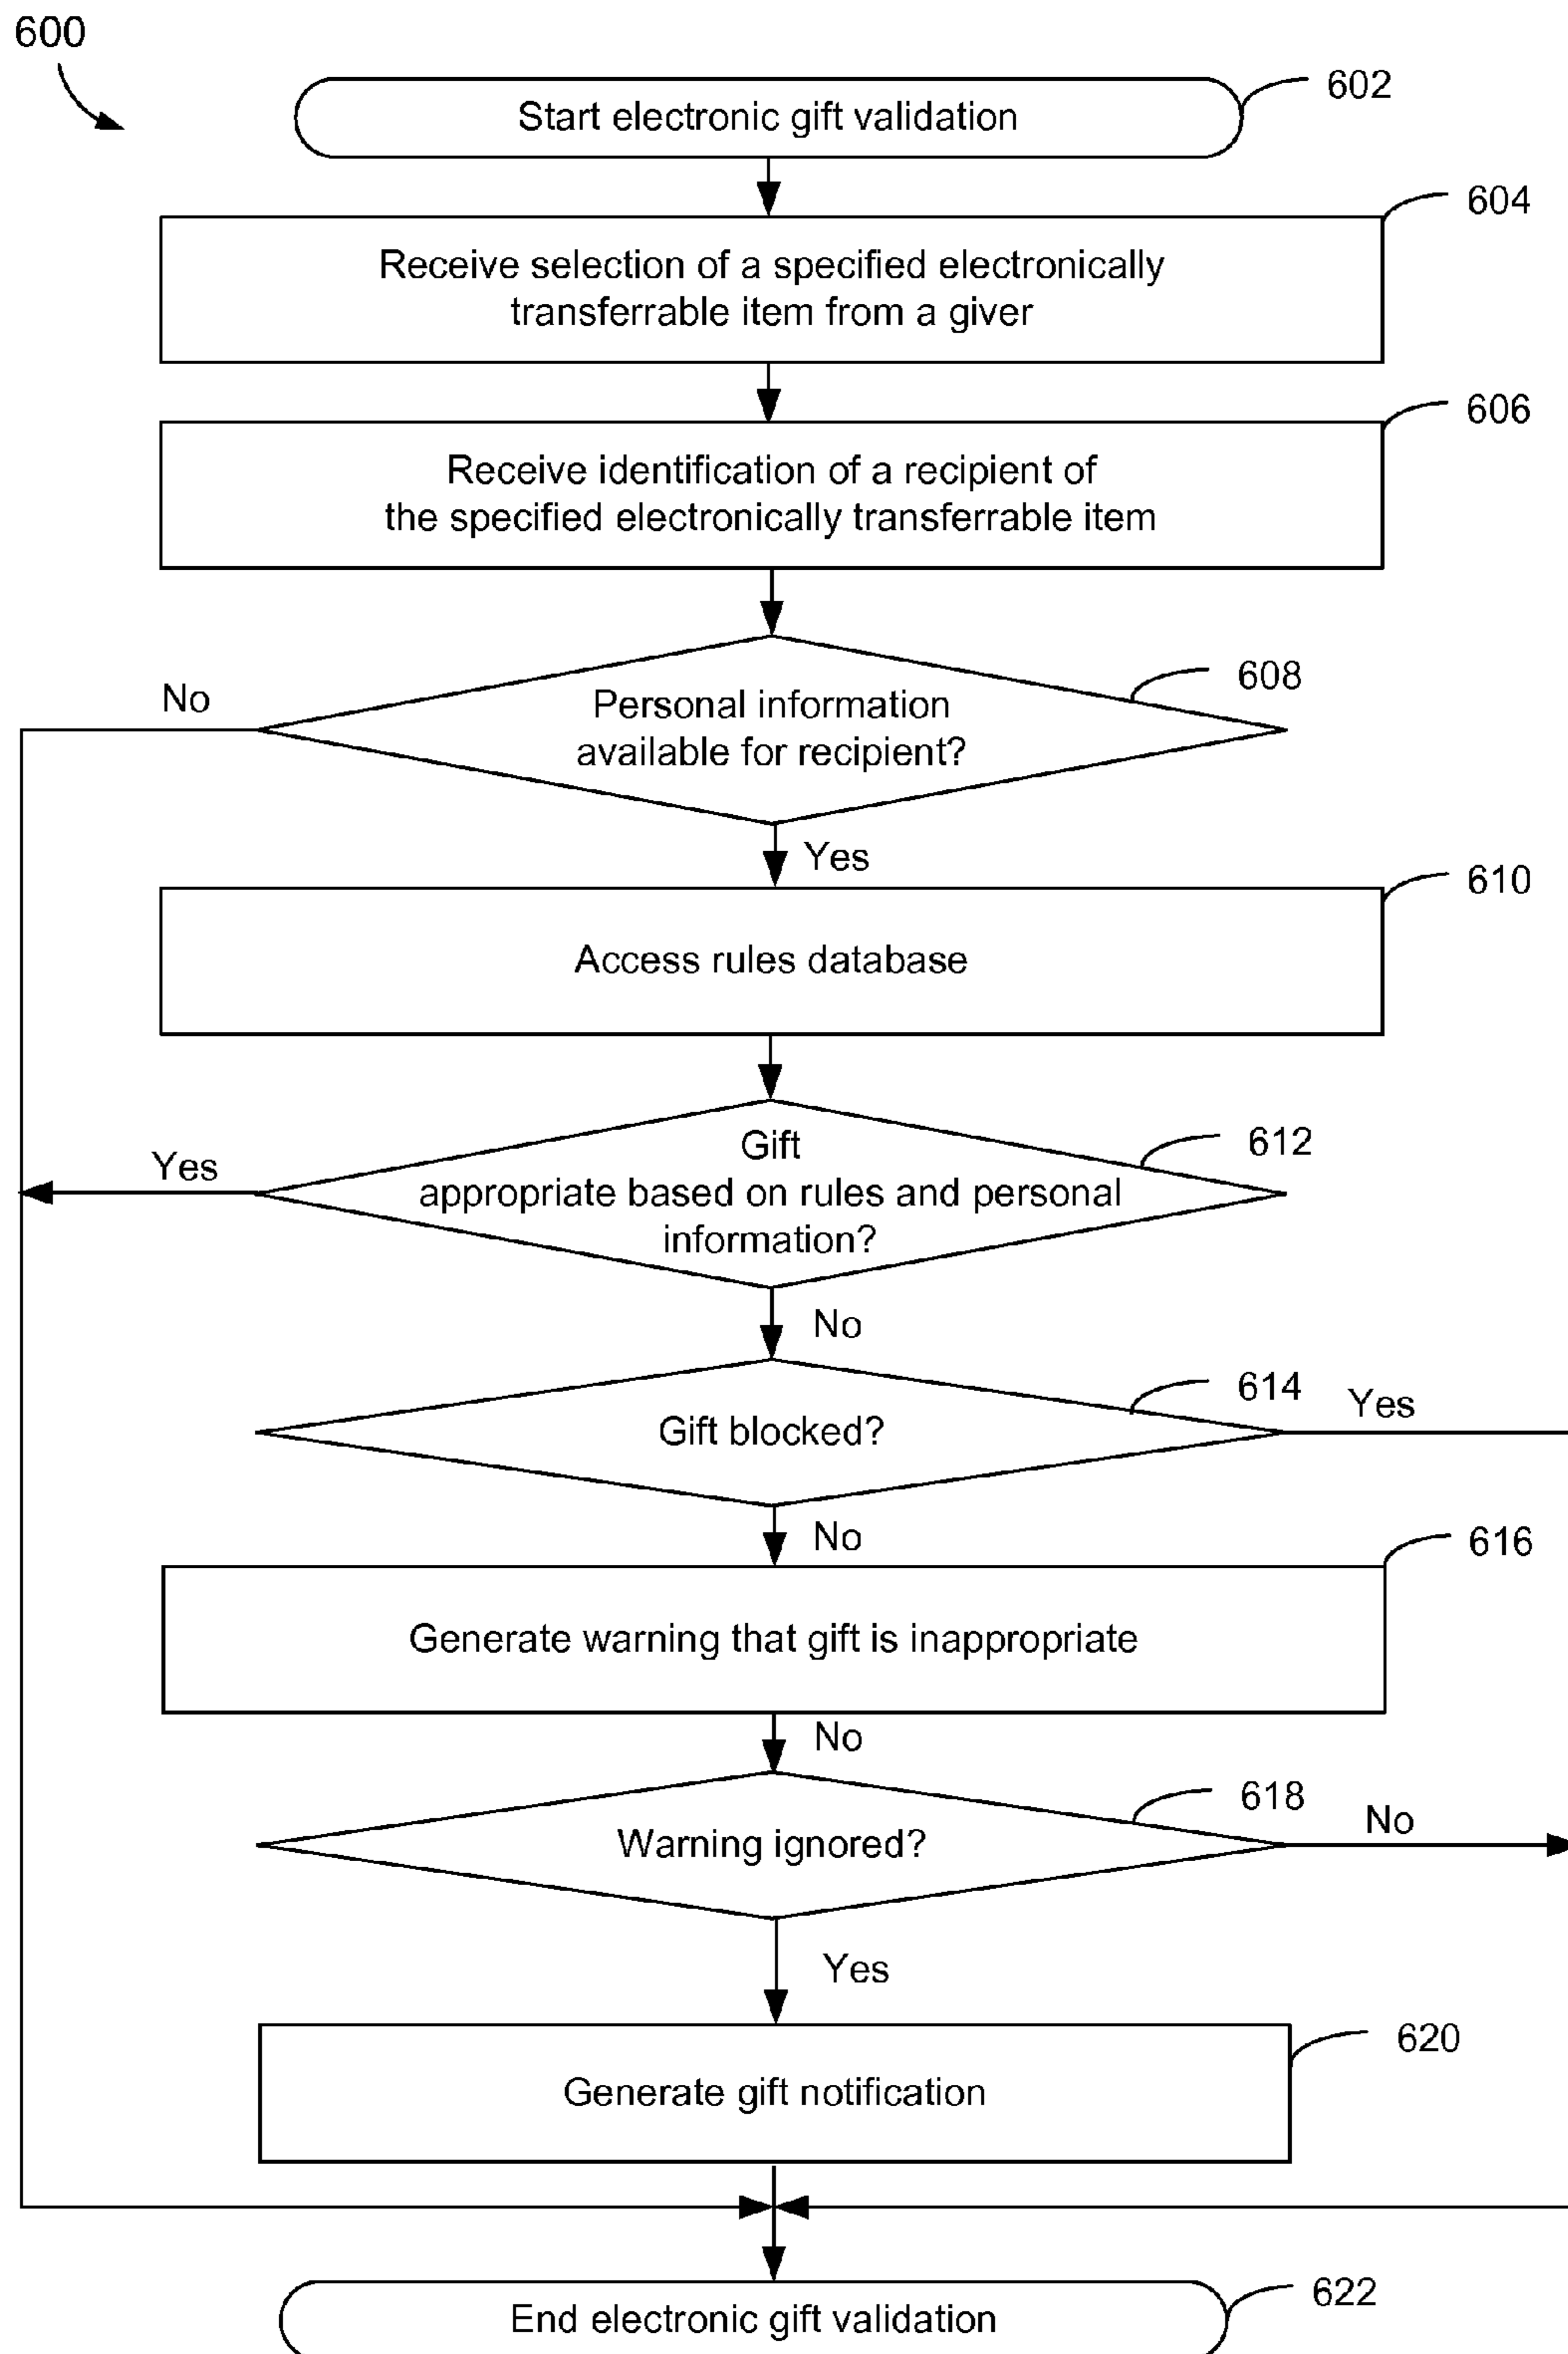 600
Start electronic gift validation
602
604
Receive selection of a specified electronically
transferrable item from a giver
606
Receive identification of a recipient of
the specified electronically transferrable item
608
No
Personal information
available for recipient?
Yes
610
Access rules database
612
Yes
Gift
appropriate based on rules and personal
information?
No
614
Yes
Gift blocked?
No
616
Generate warning that gift is inappropriate
No
618
No
Warning ignored?
Yes
620
Generate gift notification
622
End electronic gift validation